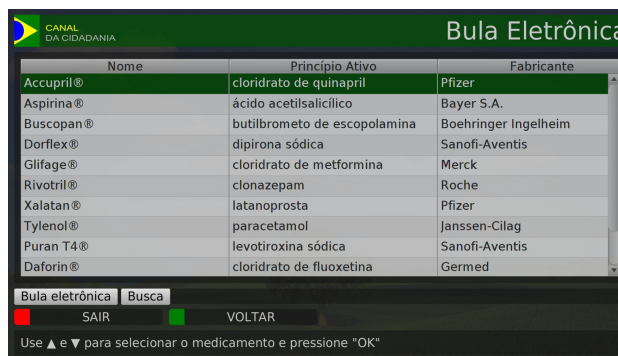 CANAL
DA CIDADANIA
Bula Eletrônica
Nome Princípio Ativo Fabricante
Accupril® cloridrato de quinapril Pfizer
Aspirina® ácido acetilsalicílico Bayer S.A.
Buscopan® butilbrometo de escopolamina Boehringer Ingelheim
Dorflex® dipirona sódica Sanofi-Aventis
Glifage® cloridrato de metformina Merck
Rivotril® clonazepam Roche
Xalatan® latanoprosta Pfizer
Tylenol® paracetamol Janssen-Cilag
Puran T4® levotiroxina sódica Sanofi-Aventis
Daforin® cloridrato de fluoxetina Germed
Bula eletrônica Busca
SAIR VOLTAR
Use ▲ e ▼ para selecionar o medicamento e pressione "OK"